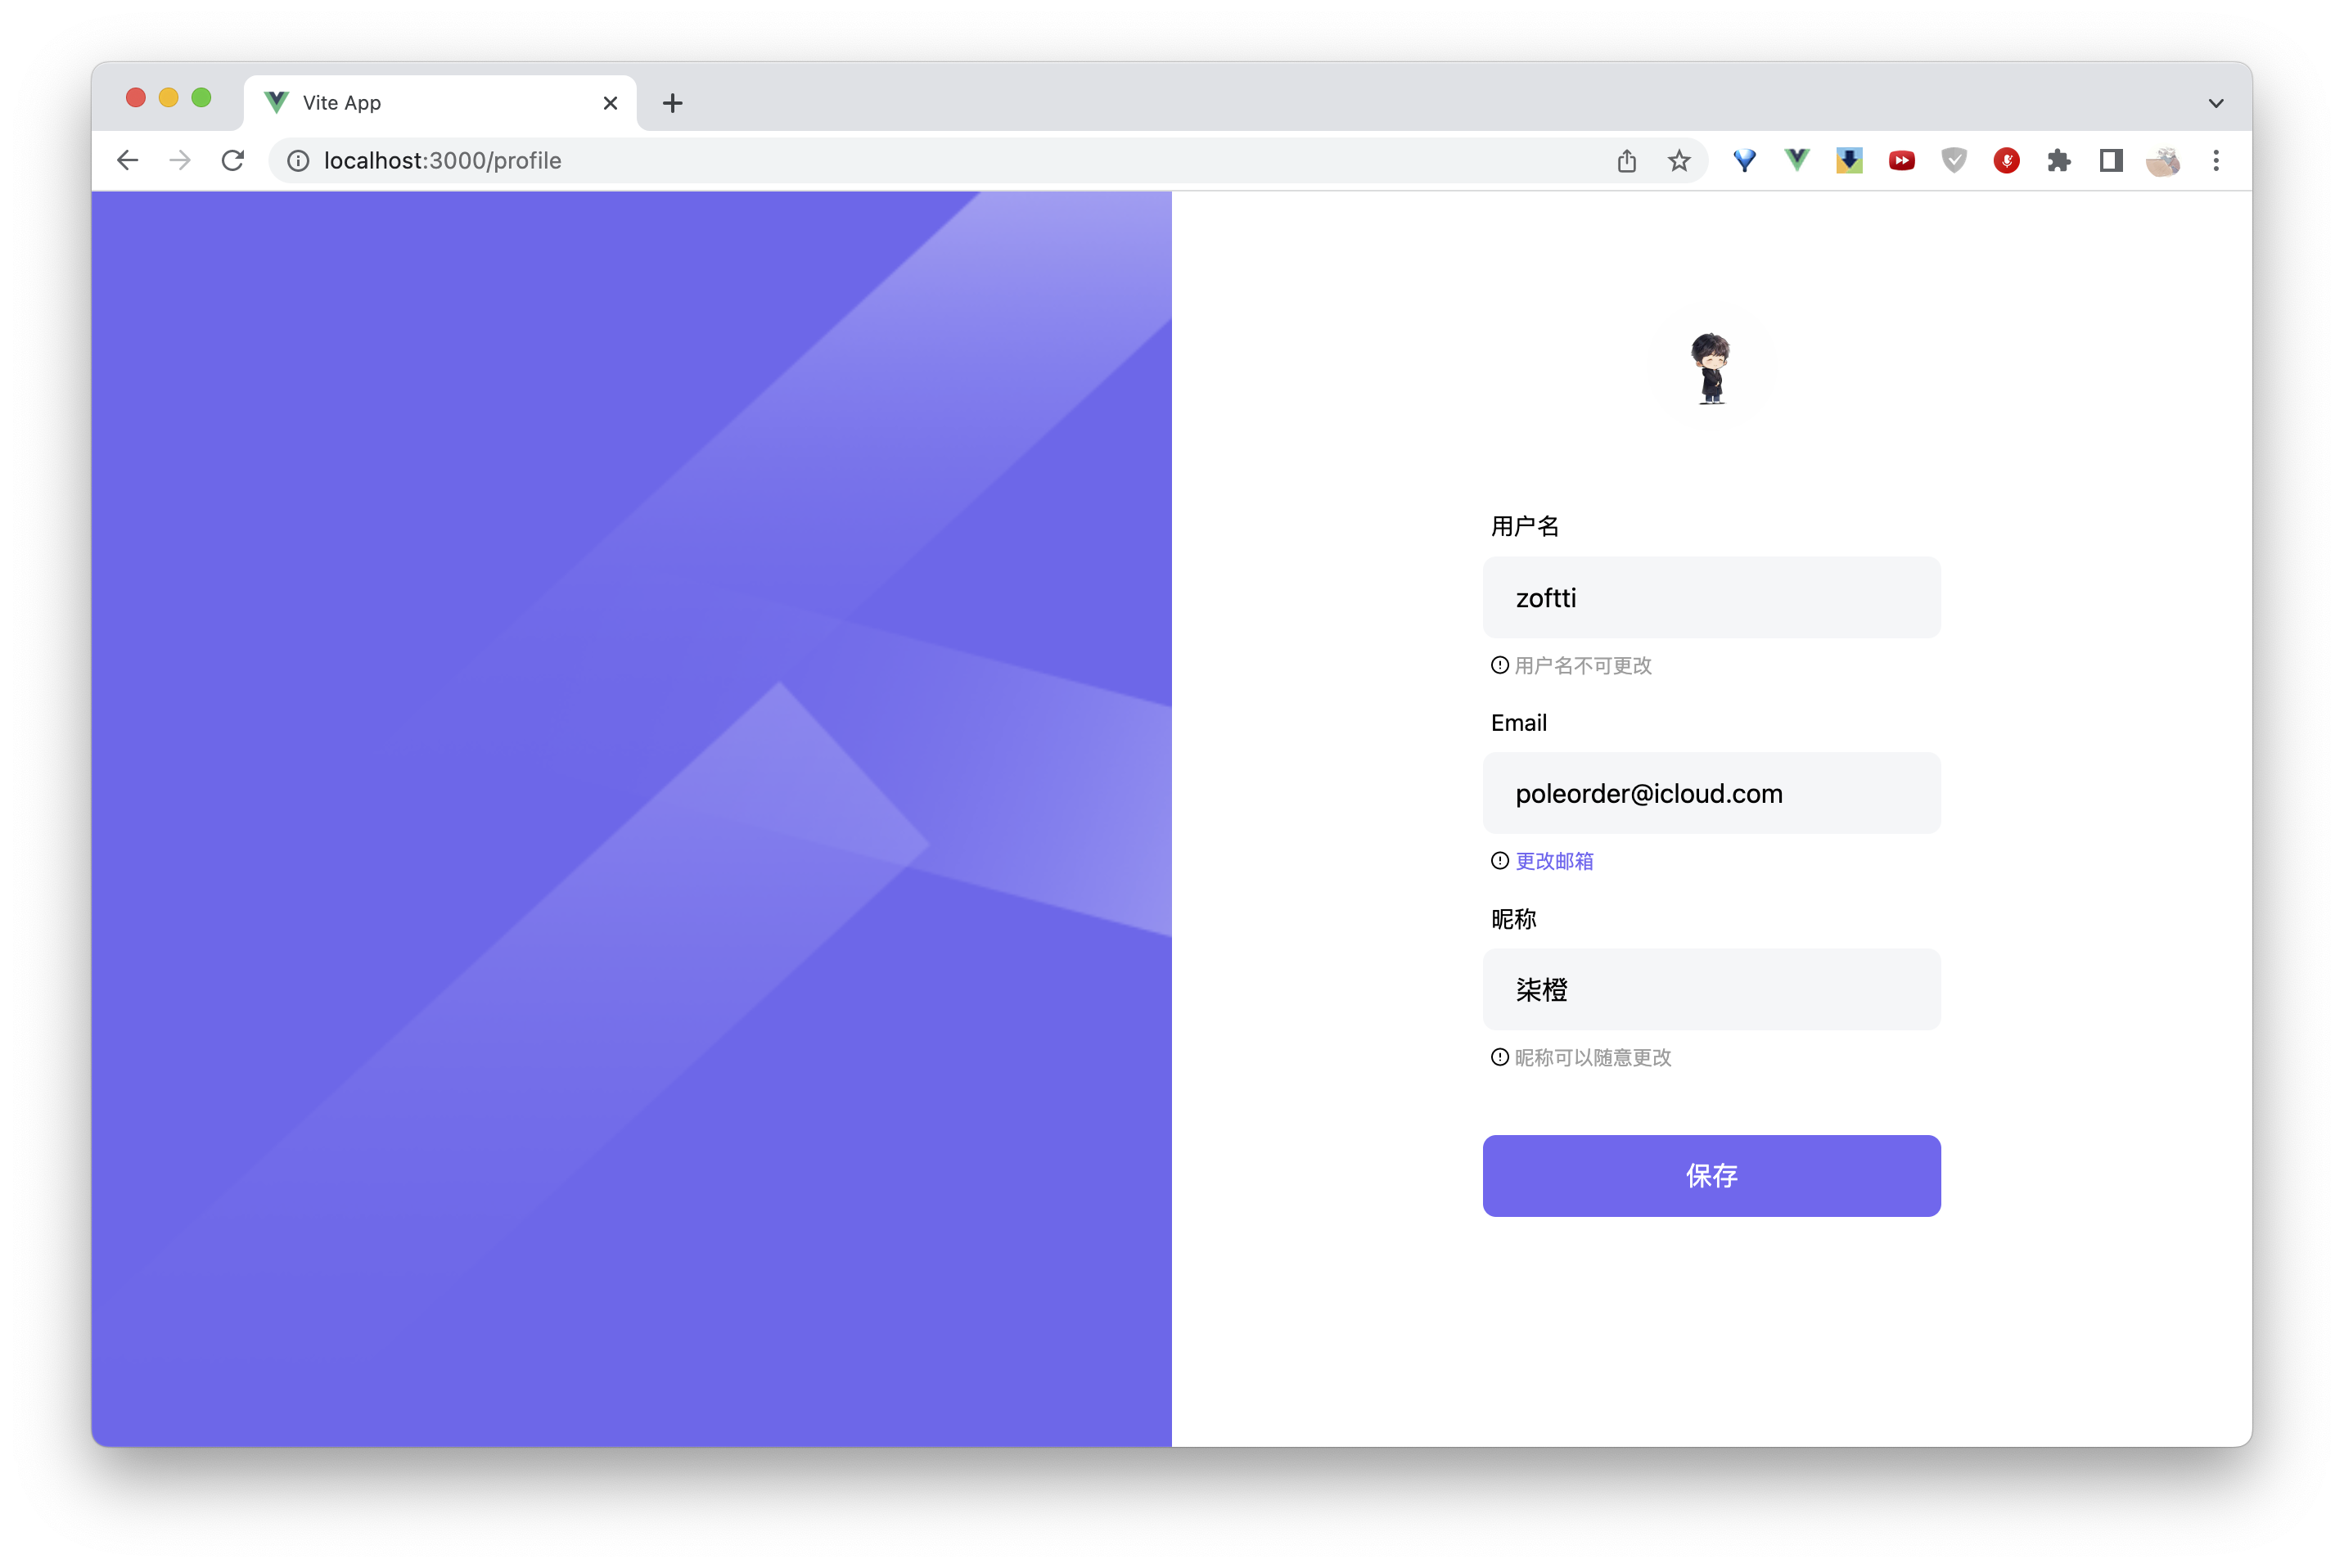 Vite App
localhost:3000/profile
用户名
zoftti
用户名不可更改
Email
poleorder@icloud.com
更改邮箱
昵称
柒橙
昵称可以随意更改
保存